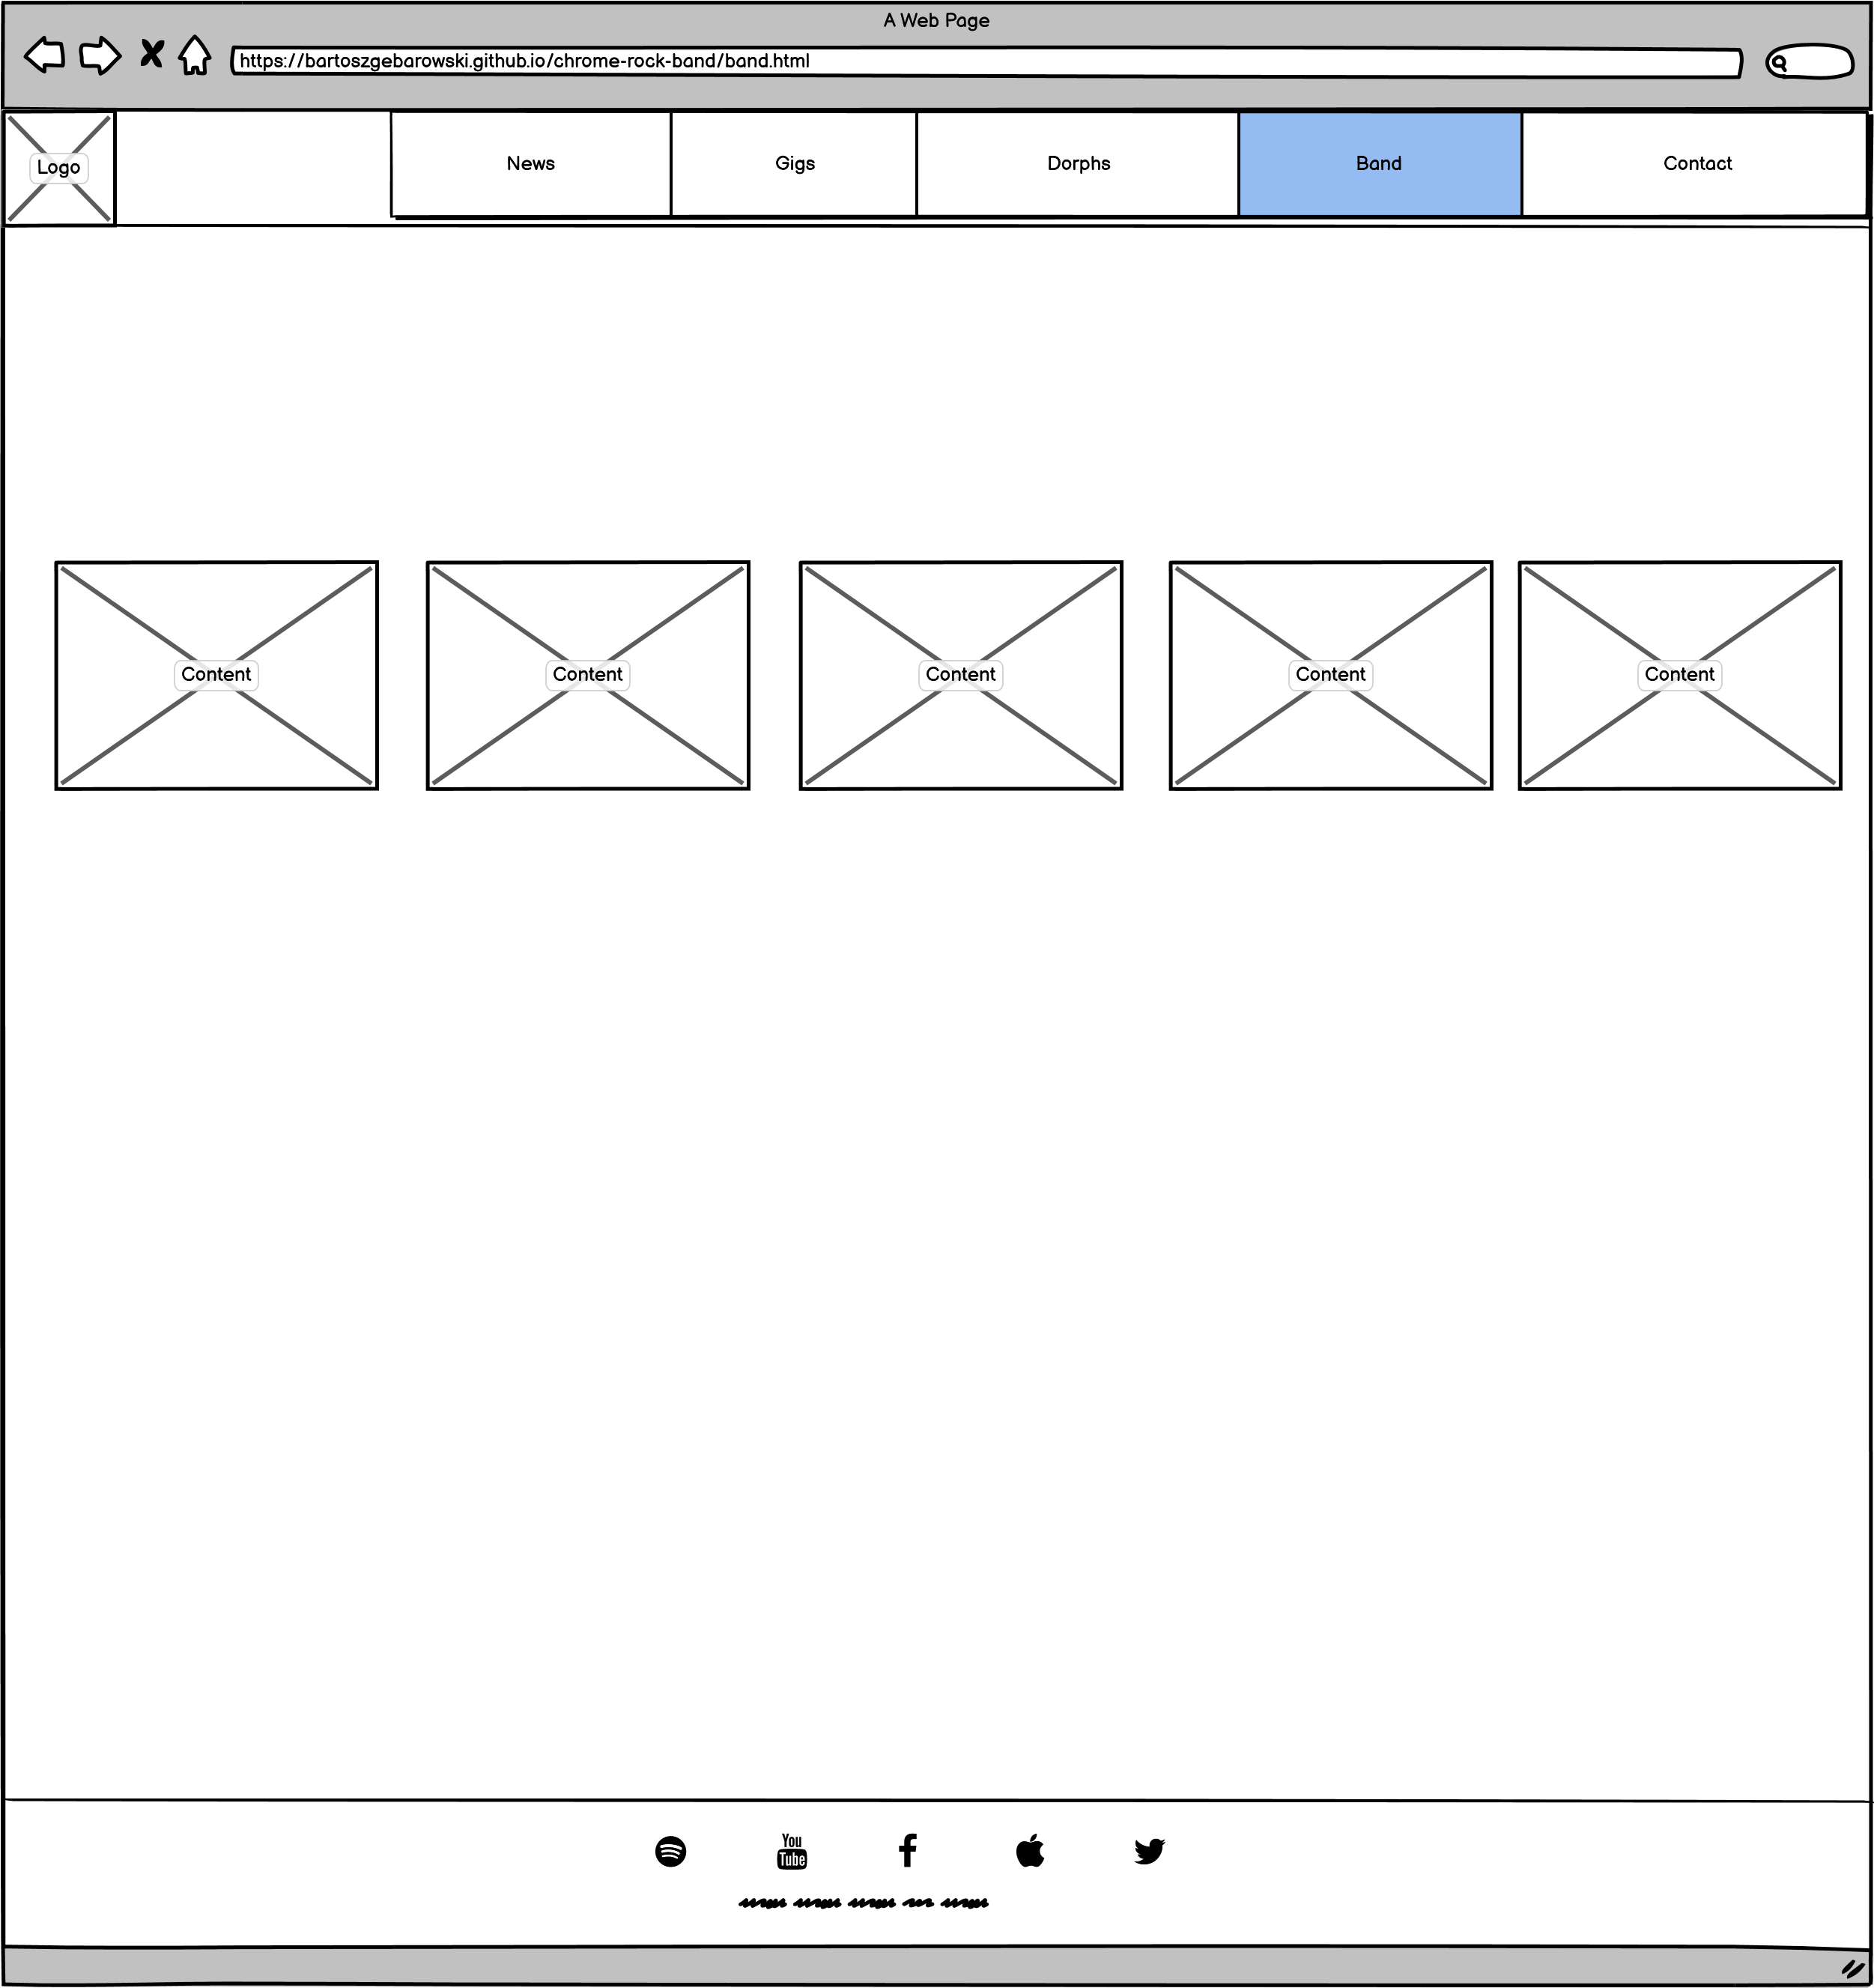 A Web Page
https://bartoszgebarowski.github.io/chrome-rock-band/band.html
Logo
News Gigs Dorphs Band Contact
Content Content Content Content Content
You
Tube